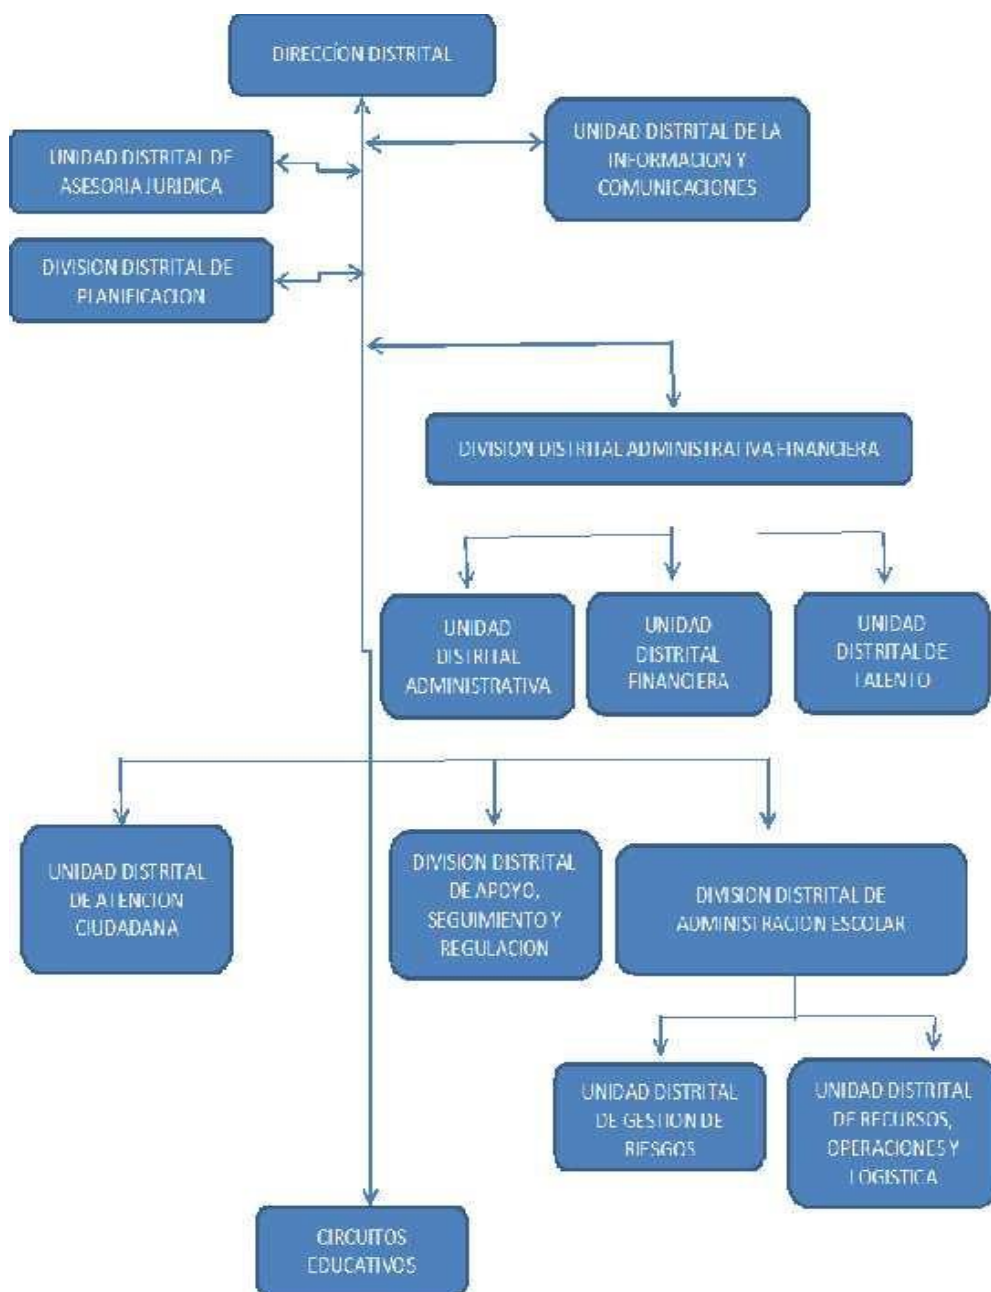 DIRECCÍON DISTRITAL
UNIDAD DISTRITAL DE
ASESORIA JURIDICA
UNIDAD DISTRITAL DE LA
INFORMACION Y
COMUNICACIONES
DIVISION DISTRITAL DE
PLANIFICACION
DIVISION DISTRITAL ADMINISTRATIVA FINANCIERA
UNIDAD
DISTRITAL
ADMINISTRATIVA
UNIDAD
DISTRITAL
FINANCIERA
UNIDAD
DISTRITAL DE
TALENTO
UNIDAD DISTRITAL
DE ATENCION
CIUDADANA
DIVISION DISTRITAL
DE APOYO,
SEGUIMIENTO Y
REGULACION
DIVISION DISTRITAL DE
ADMINISTRACION ESCOLAR
UNIDAD DISTRITAL
DE GESTION DE
RIESGOS
UNIDAD DISTRITAL
DE RECURSOS,
OPERACIONES Y
LOGISTICA
CIRCUITOS
EDUCATIVOS